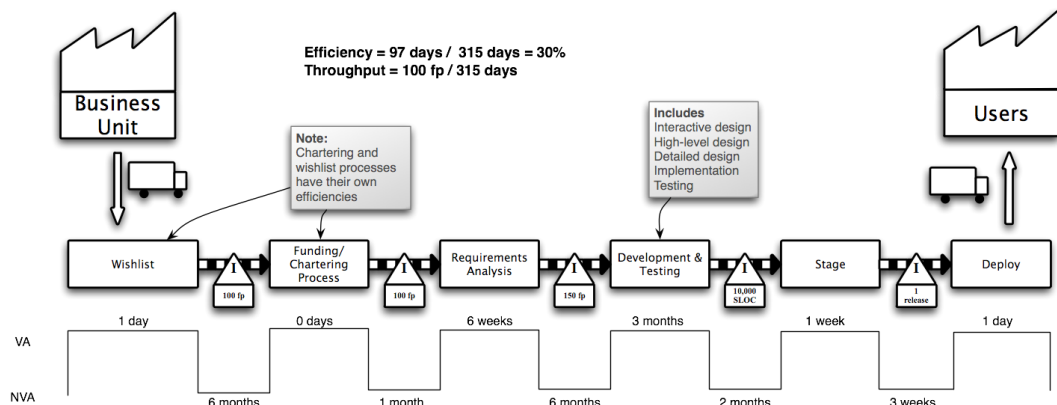 Efficiency = 97 days / 315 days = 30%
Throughput = 100 fp / 315 days
Business
Unit
Users
Note:
Chartering and
wishlist processes
have their own
efficiencies
Includes
Interactive design
High-level design
Detailed design
Implementation
Testing
Wishlist
I
100 fp
Funding/
Chartering
Process
I
100 fp
Requirements
Analysis
I
150 fp
Development &
Testing
I
10,000
SLOC
Stage
I
1
release
Deploy
1 day
0 days
6 weeks
3 months
1 week
1 day
VA
NVA
6 months
1 month
6 months
2 months
3 weeks